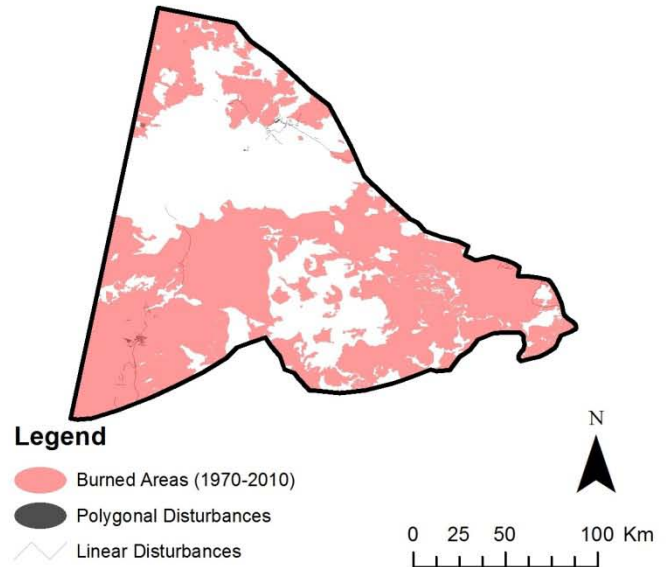 Legend
Burned Areas (1970-2010)
Polygonal Disturbances
Linear Disturbances
N
0 25 50 100 Km